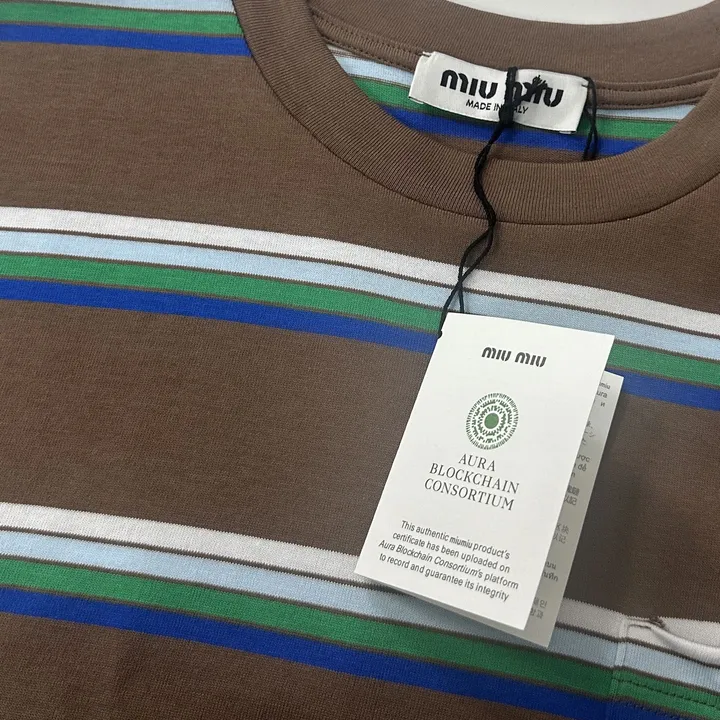 miu miu
MADE IN ITALY
miu miu
AURA
BLOCKCHAIN
CONSORTIUM
This authentic miumiu product's
certificate has been uploaded on
Aura Blockchain Consortium's platform
to record and guarantee its integrity